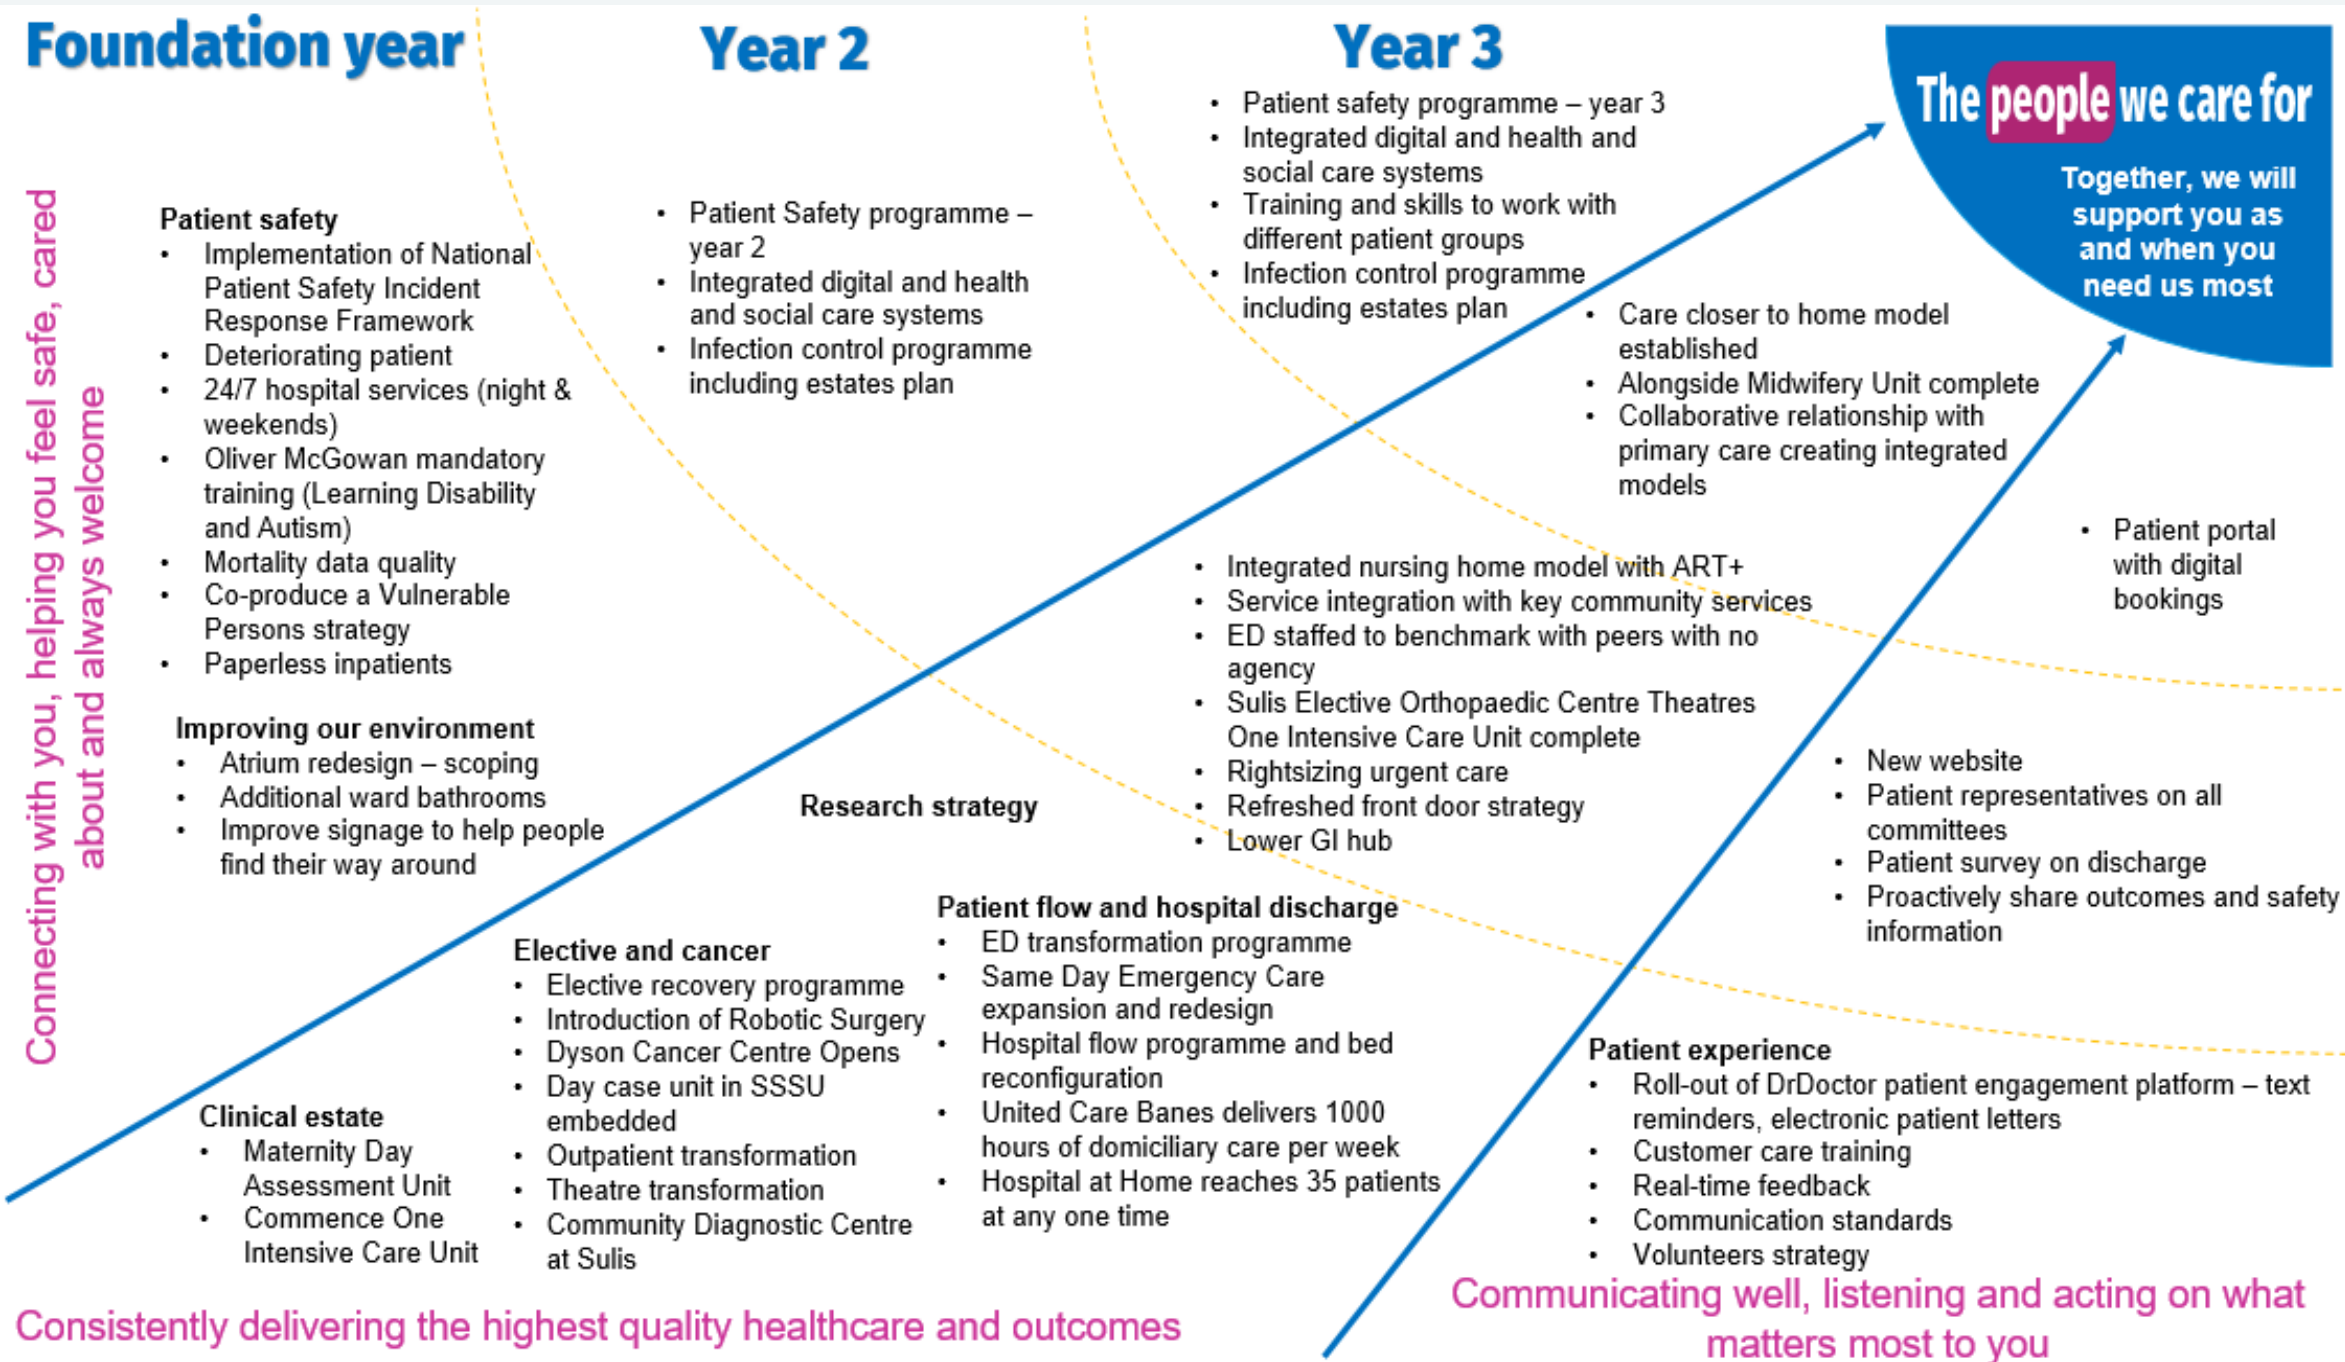 Foundation year
Year 2
Year 3
The people we care for
Together, we will
support you as
and when you
need us most
Connecting with you, helping you feel safe, cared
about and always welcome
Patient safety
• Implementation of National
Patient Safety Incident
Response Framework
• Deteriorating patient
• 24/7 hospital services (night &
weekends)
• Oliver McGowan mandatory
training (Learning Disability
and Autism)
• Mortality data quality
• Co-produce a Vulnerable
Persons strategy
• Paperless inpatients
Improving our environment
• Atrium redesign – scoping
• Additional ward bathrooms
• Improve signage to help people
find their way around
• Patient Safety programme –
year 2
• Integrated digital and health
and social care systems
• Infection control programme
including estates plan
• Patient safety programme – year 3
• Integrated digital and health and
social care systems
• Training and skills to work with
different patient groups
• Infection control programme
including estates plan
• Care closer to home model
established
• Alongside Midwifery Unit complete
• Collaborative relationship with
primary care creating integrated
models
• Integrated nursing home model with ART+
• Service integration with key community services
• ED staffed to benchmark with peers with no
agency
• Sulis Elective Orthopaedic Centre Theatres
One Intensive Care Unit complete
• Rightsizing urgent care
• Refreshed front door strategy
• Lower GI hub
Research strategy
Clinical estate
• Maternity Day
Assessment Unit
• Commence One
Intensive Care Unit
Elective and cancer
• Elective recovery programme
• Introduction of Robotic Surgery
• Dyson Cancer Centre Opens
• Day case unit in SSSU
embedded
• Outpatient transformation
• Theatre transformation
• Community Diagnostic Centre
at Sulis
Patient flow and hospital discharge
• ED transformation programme
• Same Day Emergency Care
expansion and redesign
• Hospital flow programme and bed
reconfiguration
• United Care Banes delivers 1000
hours of domiciliary care per week
• Hospital at Home reaches 35 patients
at any one time
Consistently delivering the highest quality healthcare and outcomes
• Patient portal
with digital
bookings
• New website
• Patient representatives on all
committees
• Patient survey on discharge
• Proactively share outcomes and safety
information
Patient experience
• Roll-out of DrDoctor patient engagement platform – text
reminders, electronic patient letters
• Customer care training
• Real-time feedback
• Communication standards
• Volunteers strategy
Communicating well, listening and acting on what
matters most to you